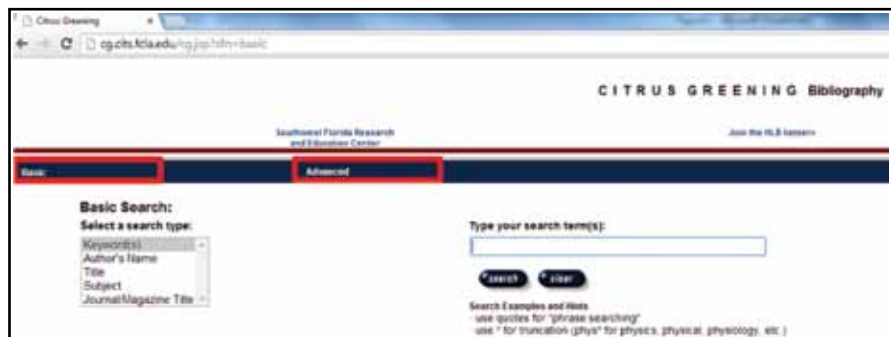 Citrus Greening
cg.cits.fcla.edu/cg.jsp?sfn=basic
CITRUS GREENING Bibliography
Southwest Florida Research
and Education Center
Join the HLB listserv
Basic
Advanced
Basic Search:
Select a search type:
Keyword(s)
Author's Name
Title
Subject
Journal/Magazine Title
Type your search term(s):
search clear
Search Examples and Hints
use quotes for "phrase searching"
use * for truncation (phys* for physics, physical, physiology, etc.)